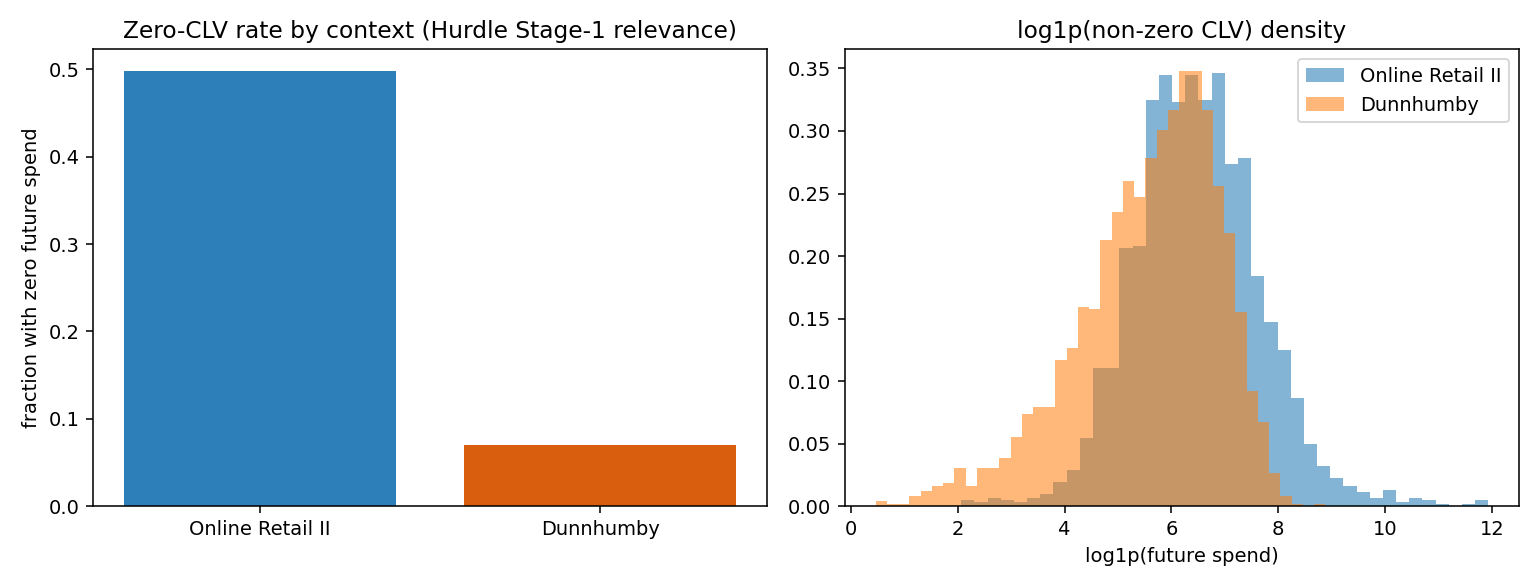 Zero-CLV rate by context (Hurdle Stage-1 relevance)
fraction with zero future spend
0.5
0.4
0.3
0.2
0.1
0.0
Online Retail II
Dunnhumby
log1p(non-zero CLV) density
0.35
0.30
0.25
0.20
0.15
0.10
0.05
0.00
Online Retail II
Dunnhumby
0
2
4
6
8
10
12
log1p(future spend)